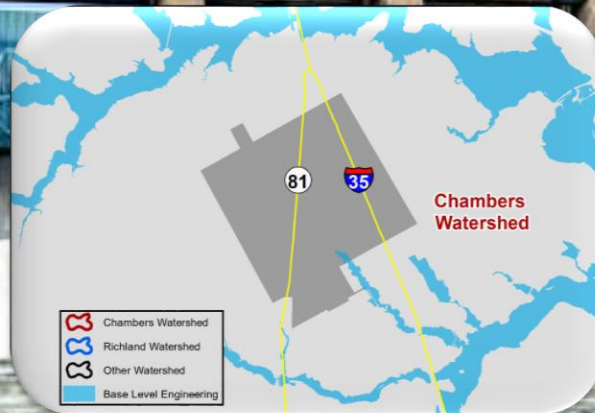 81
35
Chambers
Watershed
Chambers Watershed
Richland Watershed
Other Watershed
Base Level Engineering